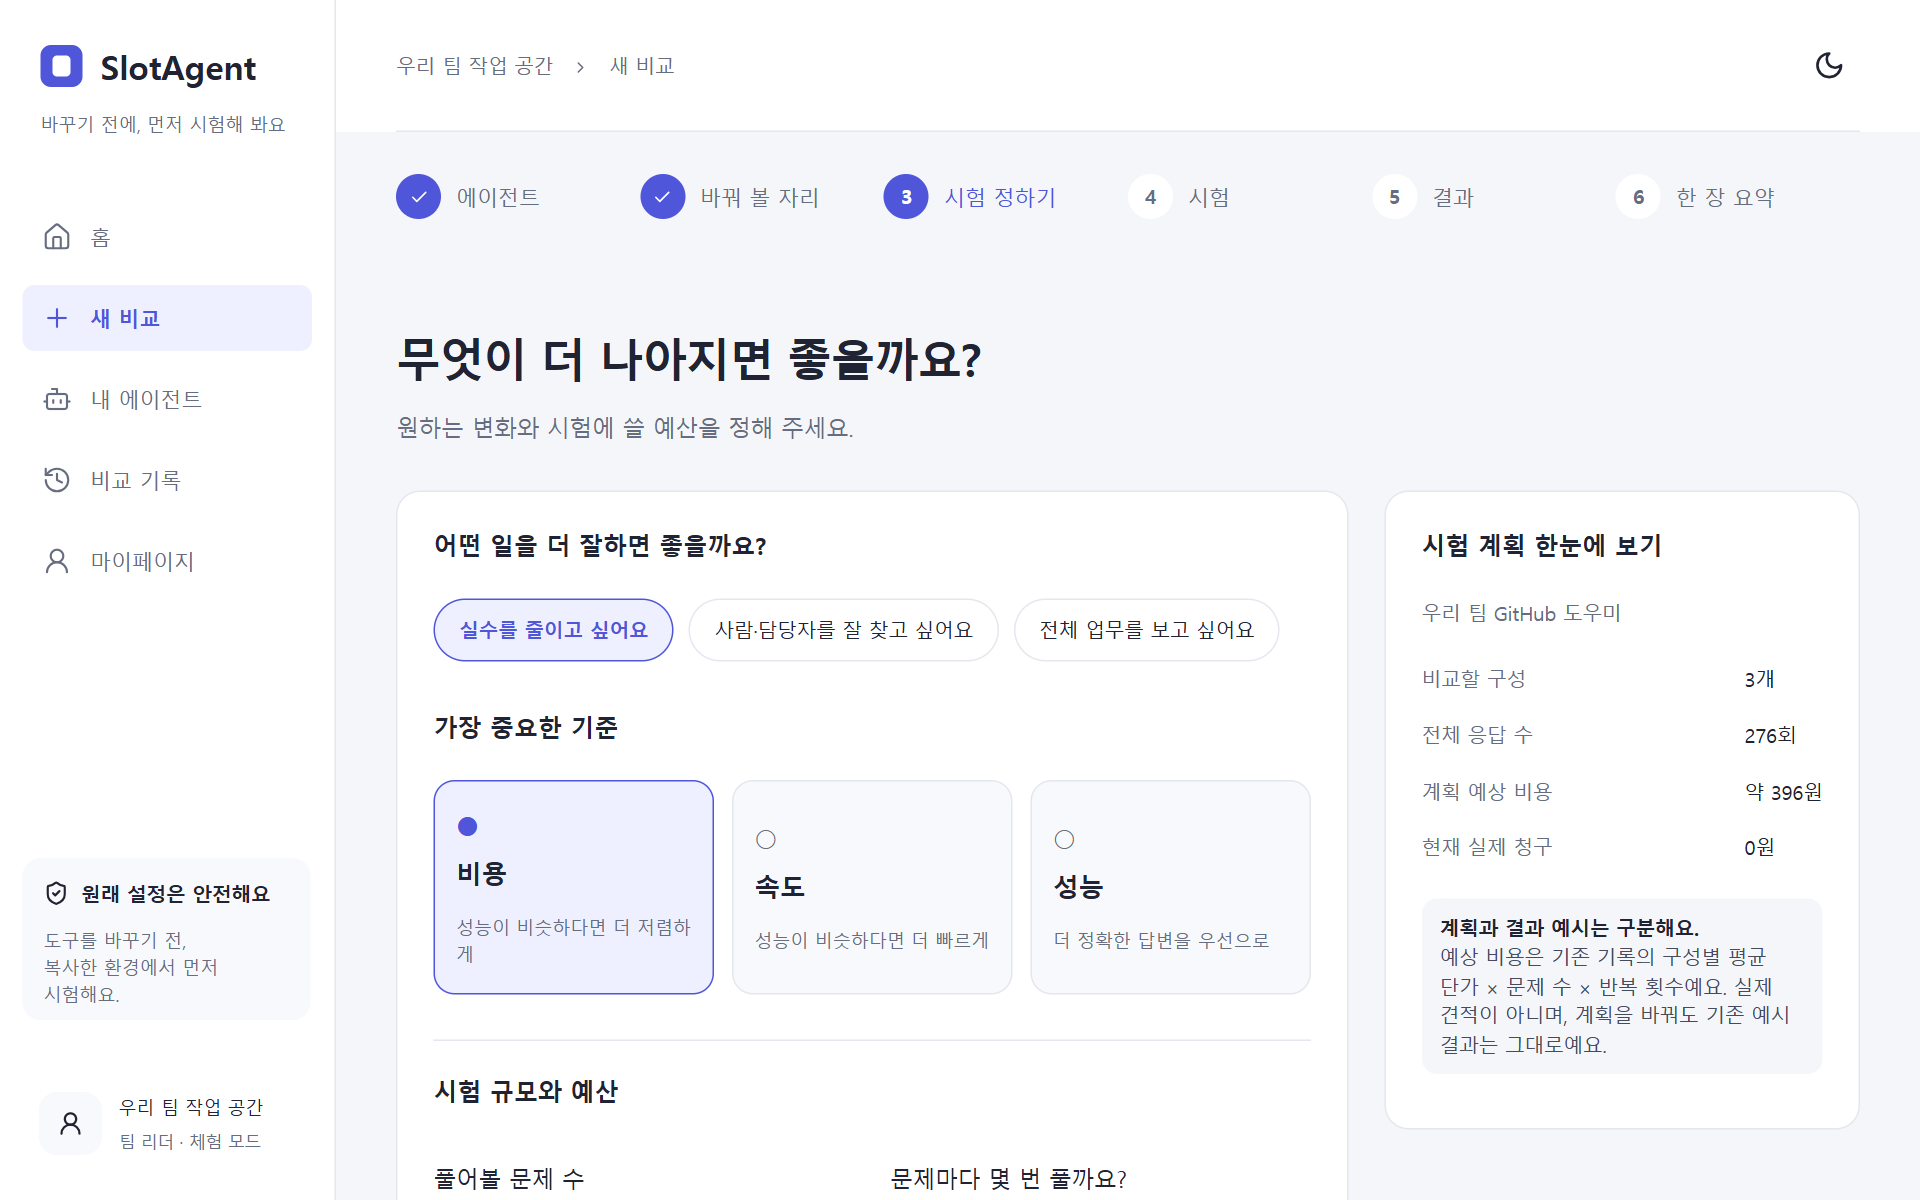 SlotAgent
바꾸기 전에, 먼저 시험해 봐요
홈
새 비교
내 에이전트
비교 기록
마이페이지
원래 설정은 안전해요
도구를 바꾸기 전,
복사한 환경에서 먼저
시험해요.
우리 팀 작업 공간
팀 리더 · 체험 모드
우리 팀 작업 공간 > 새 비교
에이전트
바꿔 볼 자리
3 시험 정하기
4 시험
5 결과
6 한 장 요약
무엇이 더 나아지면 좋을까요?
원하는 변화와 시험에 쓸 예산을 정해 주세요.
어떤 일을 더 잘하면 좋을까요?
실수를 줄이고 싶어요
사람·담당자를 잘 찾고 싶어요
전체 업무를 보고 싶어요
가장 중요한 기준
비용
성능이 비슷하다면 더 저렴하
게
속도
성능이 비슷하다면 더 빠르게
성능
더 정확한 답변을 우선으로
시험 규모와 예산
풀어볼 문제 수
문제마다 몇 번 풀까요?
시험 계획 한눈에 보기
우리 팀 GitHub 도우미
비교할 구성 3개
전체 응답 수 276회
계획 예상 비용 약 396원
현재 실제 청구 0원
계획과 결과 예시는 구분해요.
예상 비용은 기존 기록의 구성별 평균
단가 × 문제 수 × 반복 횟수예요. 실제
견적이 아니며, 계획을 바꿔도 기존 예시
결과는 그대로예요.